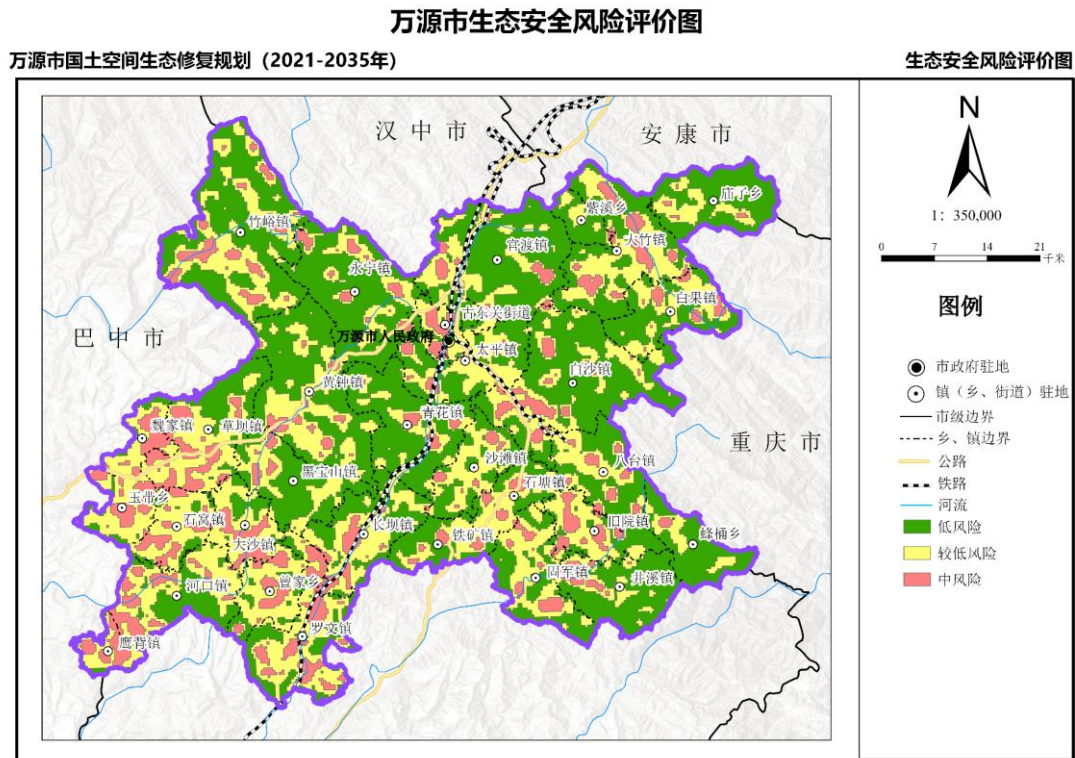 万源市生态安全风险评价图
万源市国土空间生态修复规划（2021-2035年）
生态安全风险评价图
汉中市
安康市
巴中市
重庆市
竹峪镇
永宁镇
官渡镇
紫溪乡
庙子乡
大竹镇
白果镇
古东关街道
万源市人民政府
太平镇
白沙镇
黄钟镇
青花镇
魏家镇
草坝镇
黑宝山镇
沙滩镇
八台镇
石塘镇
玉带乡
石窝镇
大沙镇
长坝镇
铁矿镇
旧院镇
蜂桶乡
河口镇
曾家乡
固军镇
井溪镇
鹰背镇
罗文镇
N
1：350,000
0 7 14 21
千米
图例
市政府驻地
镇（乡、街道）驻地
市级边界
乡、镇边界
公路
铁路
河流
低风险
较低风险
中风险